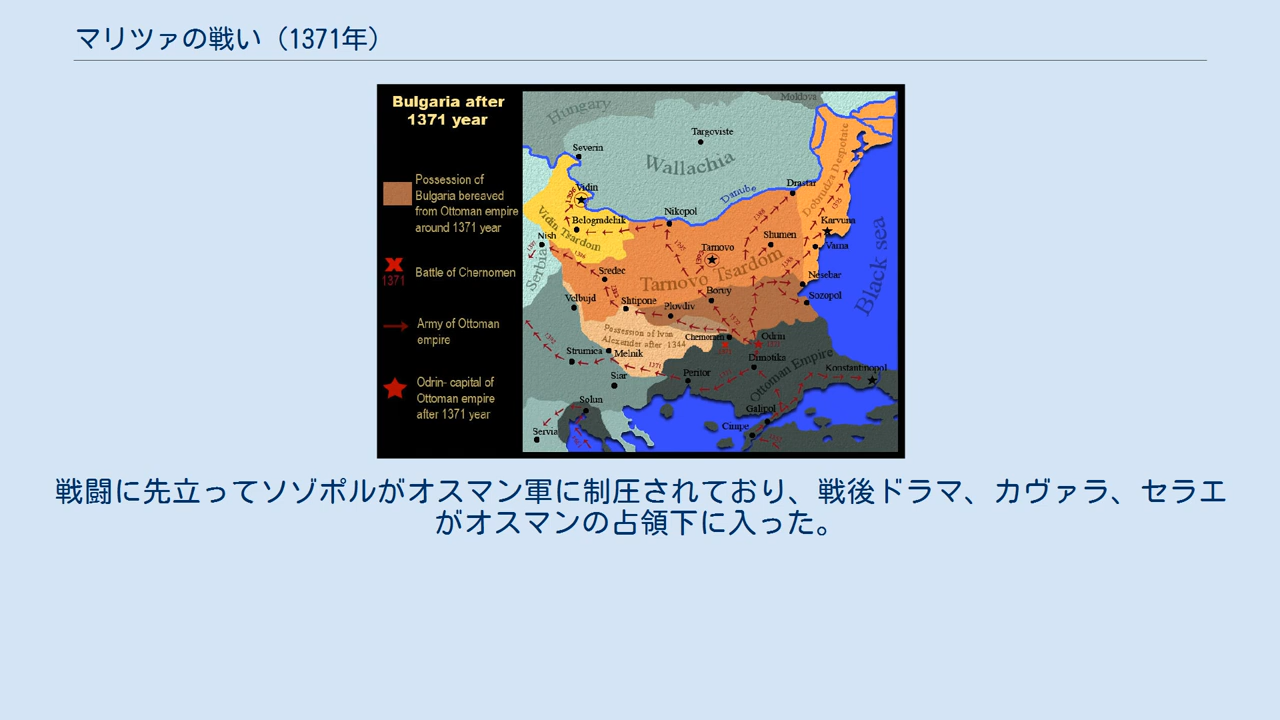 マリツァの戦い（1371年）
Bulgaria after
1371 year
Possession of
Bulgaria bereaved
from Ottoman empire
around 1371 year
1371
Battle of Chernomen
Army of Ottoman
empire
Odrin- capital of
Ottoman empire
after 1371 year
Hungary
Moldova
Targoviste
Severin
Wallachia
Dobrudza Despotate
Vidin
Danube
Drastar
Nikopol
Vidin Tsardom
Belogradchik
Karvuna
Nish
Tarnovo
Shumen
Varna
Black sea
Serbia
Tarnovo Tsardom
Sredec
Nesebar
Velbujd
Shtipone
Boruy
Sozopol
Plovdiv
Possession of Ivan
Alexander after 1344
Chernomen
Odrin
Strumica
Melnik
1371
Dimotika
Ottoman Empire
Konstantinopol
Siar
Peritor
Solun
Galipol
Cimpe
Servia
戦闘に先立ってソゾポルがオスマン軍に制圧されており、戦後ドラマ、カヴァラ、セラエ
がオスマンの占領下に入った。